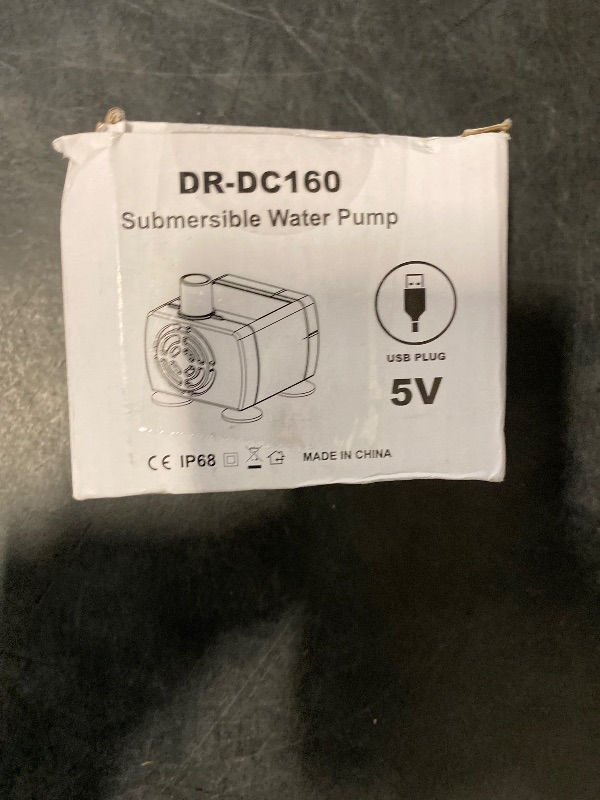 DR-DC160
Submersible Water Pump
USB PLUG
5V
CE IP68 MADE IN CHINA